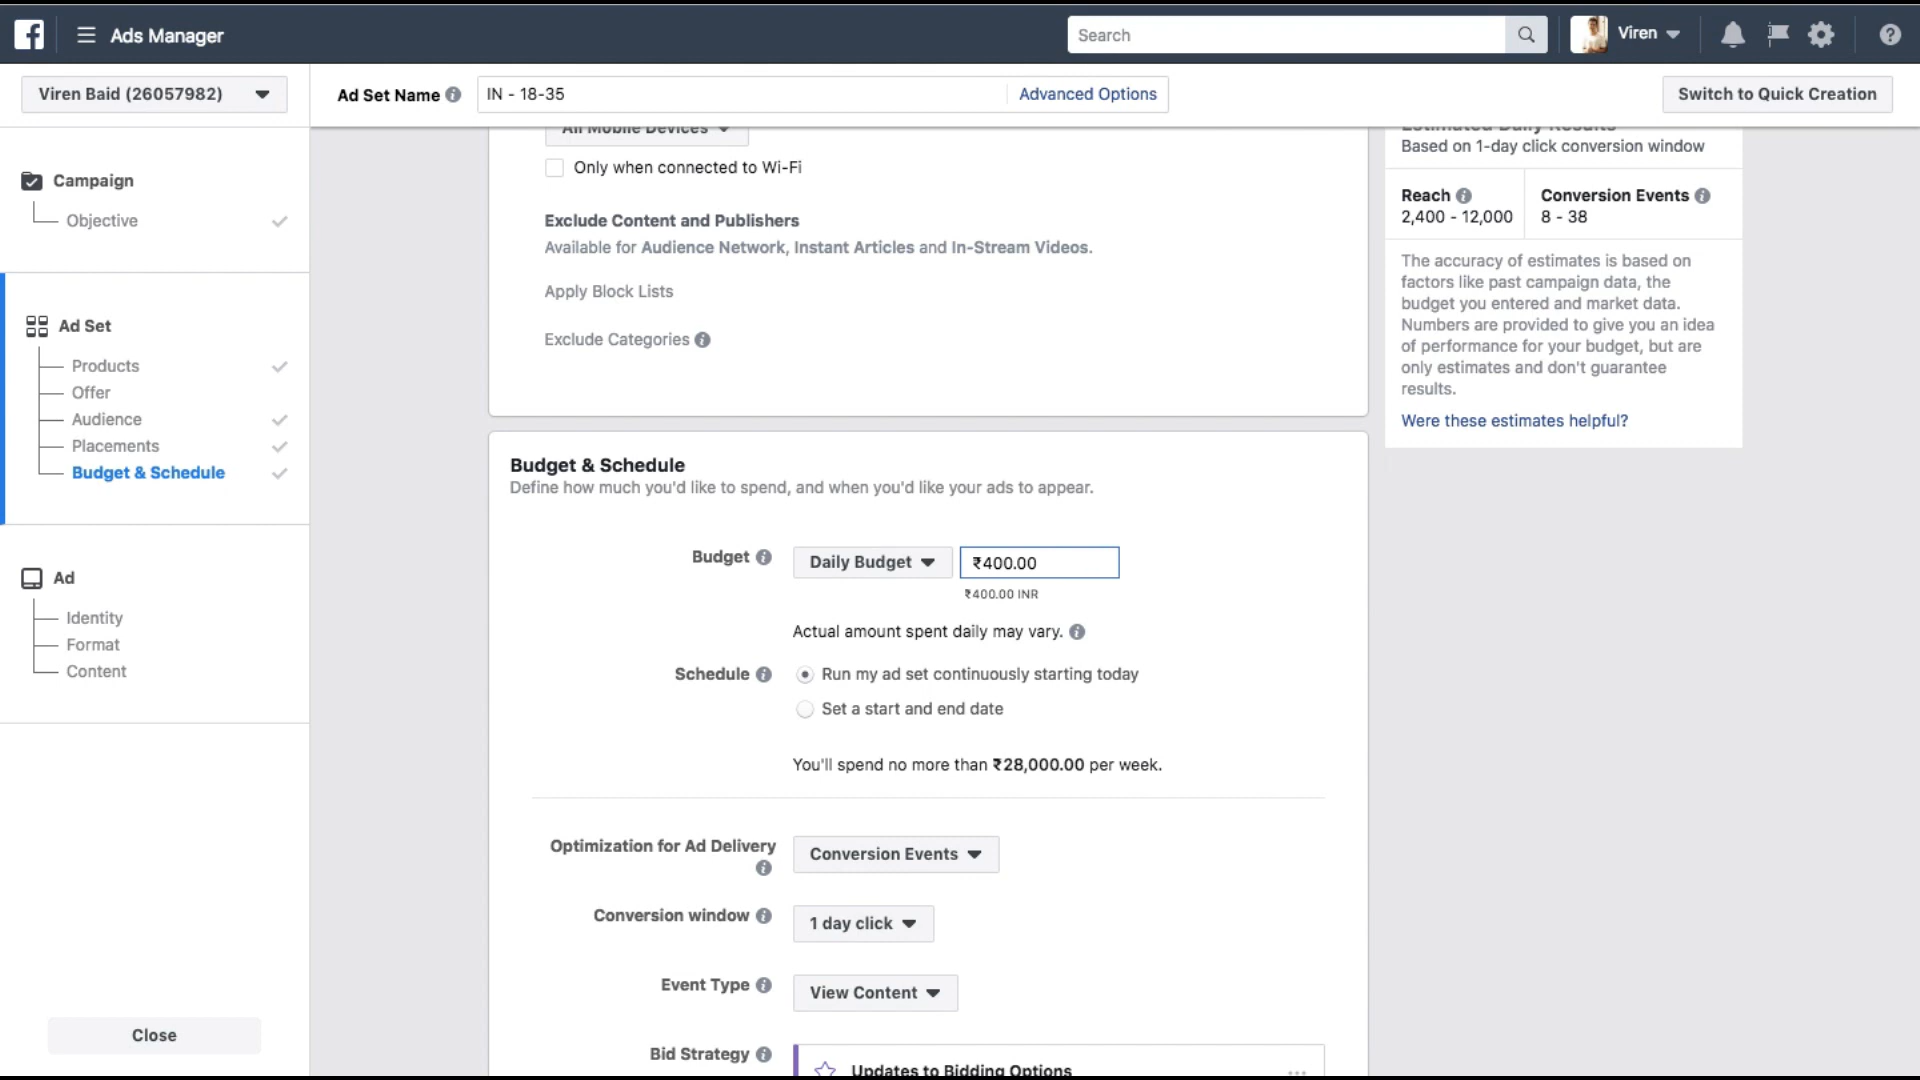 Ads Manager
Search
Viren
Viren Baid (26057982)
Ad Set Name
IN - 18-35
Advanced Options
Switch to Quick Creation
Campaign
Objective
Ad Set
Products
Offer
Audience
Placements
Budget & Schedule
Ad
Identity
Format
Content
Close
All Mobile Devices
Only when connected to Wi-Fi
Exclude Content and Publishers
Available for Audience Network, Instant Articles and In-Stream Videos.
Apply Block Lists
Exclude Categories
Budget & Schedule
Define how much you'd like to spend, and when you'd like your ads to appear.
Budget
Daily Budget
₹400.00
₹400.00 INR
Actual amount spent daily may vary.
Schedule
Run my ad set continuously starting today
Set a start and end date
You'll spend no more than ₹28,000.00 per week.
Optimization for Ad Delivery
Conversion Events
Conversion window
1 day click
Event Type
View Content
Bid Strategy
Updates to Bidding Options
Estimated Daily Results
Based on 1-day click conversion window
Reach
2,400 - 12,000
Conversion Events
8 - 38
The accuracy of estimates is based on
factors like past campaign data, the
budget you entered and market data.
Numbers are provided to give you an idea
of performance for your budget, but are
only estimates and don't guarantee
results.
Were these estimates helpful?